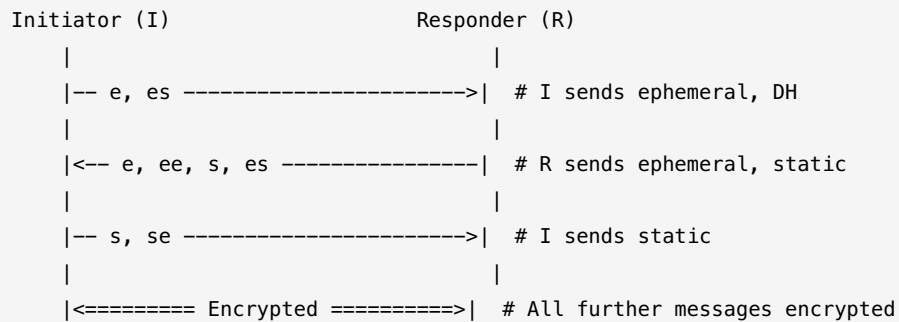 Initiator (I)                    Responder (R)
    |                                  |
    |-- e, es ----------------------->|  # I sends ephemeral, DH
    |                                  |
    |<-- e, ee, s, es ----------------|  # R sends ephemeral, static
    |                                  |
    |-- s, se ----------------------->|  # I sends static
    |                                  |
    |<========= Encrypted ==========>|  # All further messages encrypted